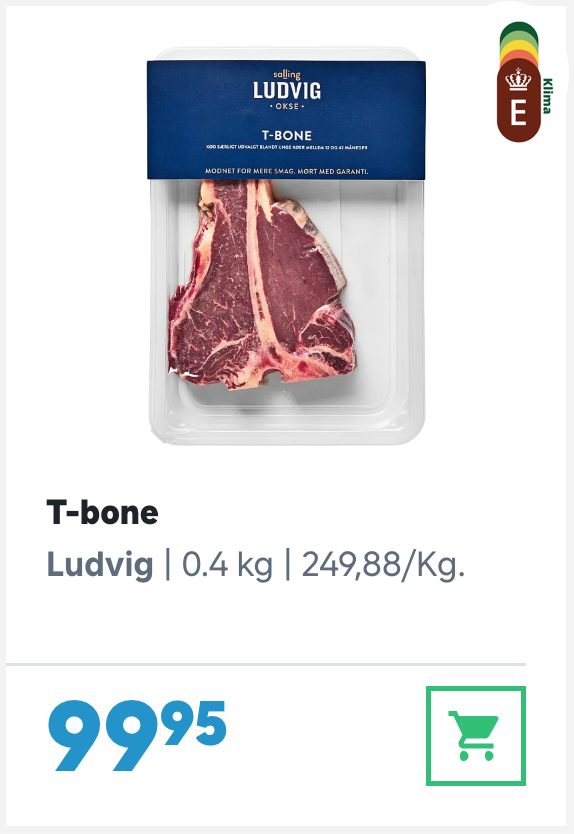 salling
LUDVIG
• OKSE •
T-BONE
KØD SÆRLIGT UDVALGT BLANDT UNGE KØER MELLEM 12 OG 42 MÅNEDER
MODNET FOR MERE SMAG. MØRT MED GARANTI.
E
Klima
T-bone
Ludvig | 0.4 kg | 249,88/Kg.
9995